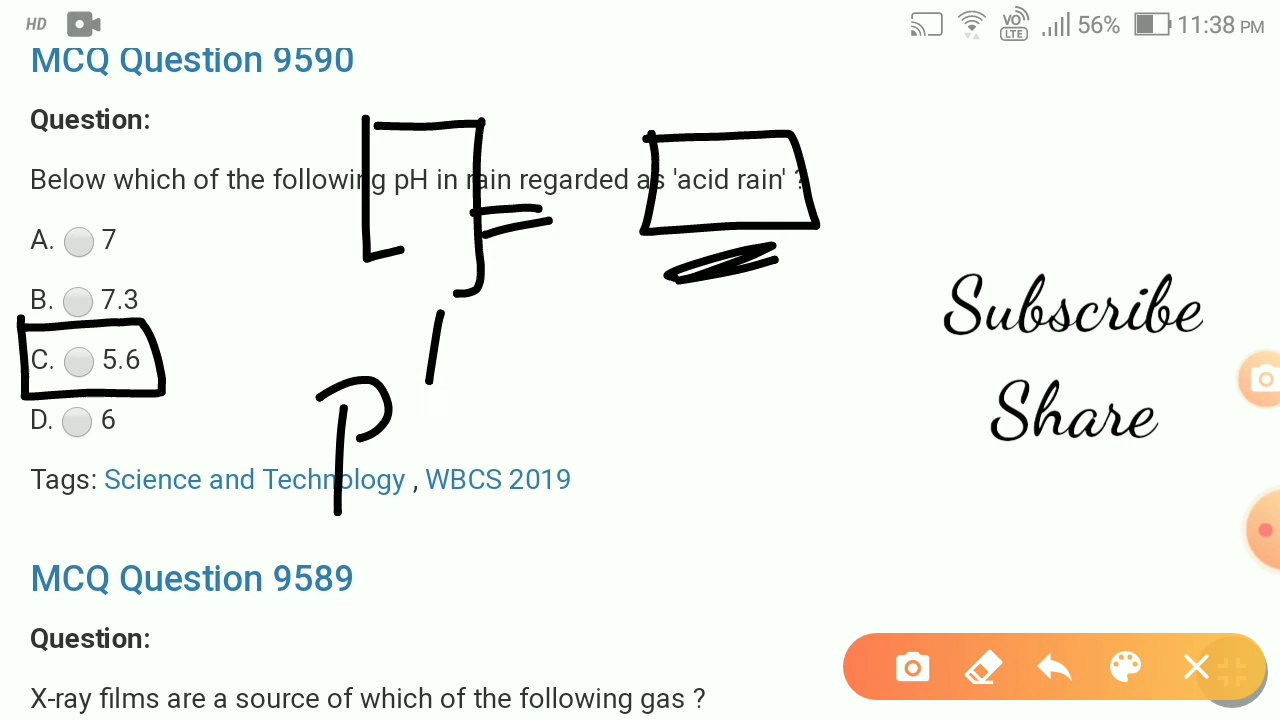 HD VO LTE 56% 11:38 PM
MCQ Question 9590
Question:
Below which of the following pH in rain regarded as 'acid rain' ?
A. 7
B. 7.3
C. 5.6
D. 6
Tags: Science and Technology , WBCS 2019
P
Subscribe
Share
MCQ Question 9589
Question:
X-ray films are a source of which of the following gas ?